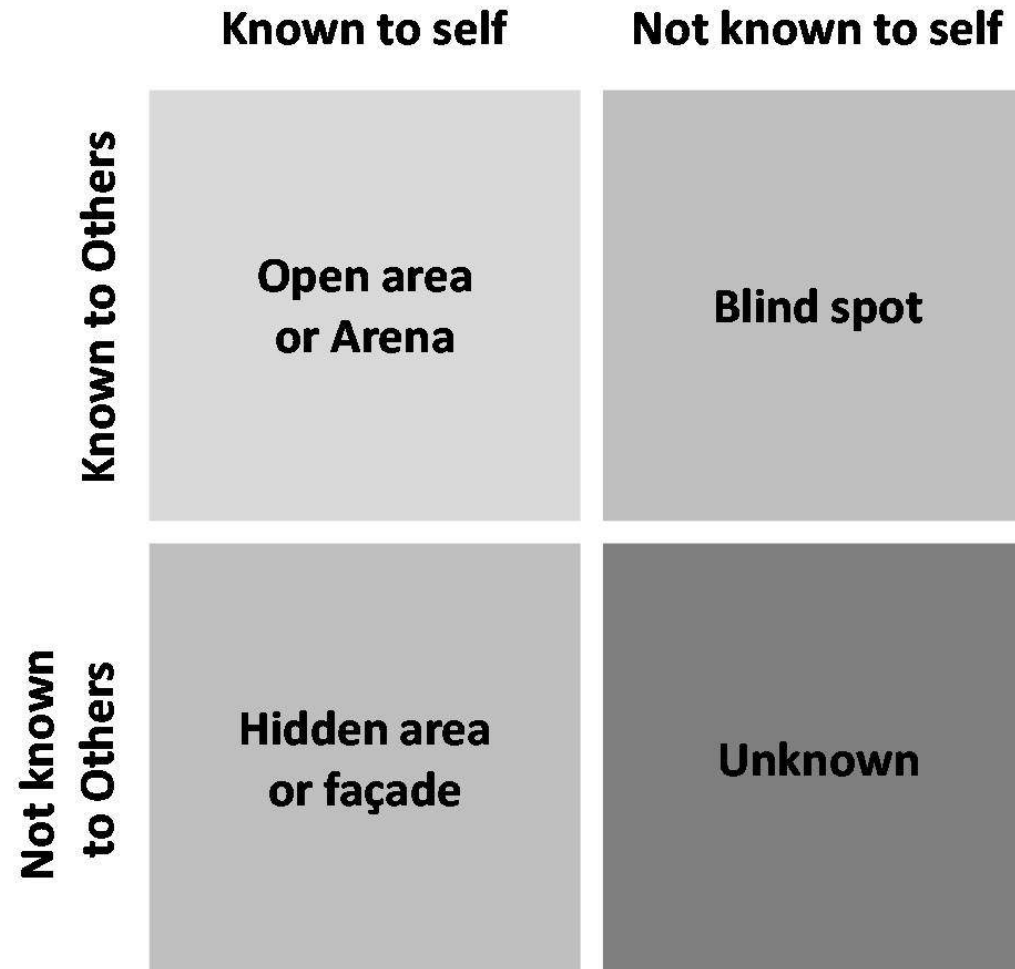 Known to self
Not known to self
Known to Others
Open area
or Arena
Blind spot
Not known
to Others
Hidden area
or façade
Unknown